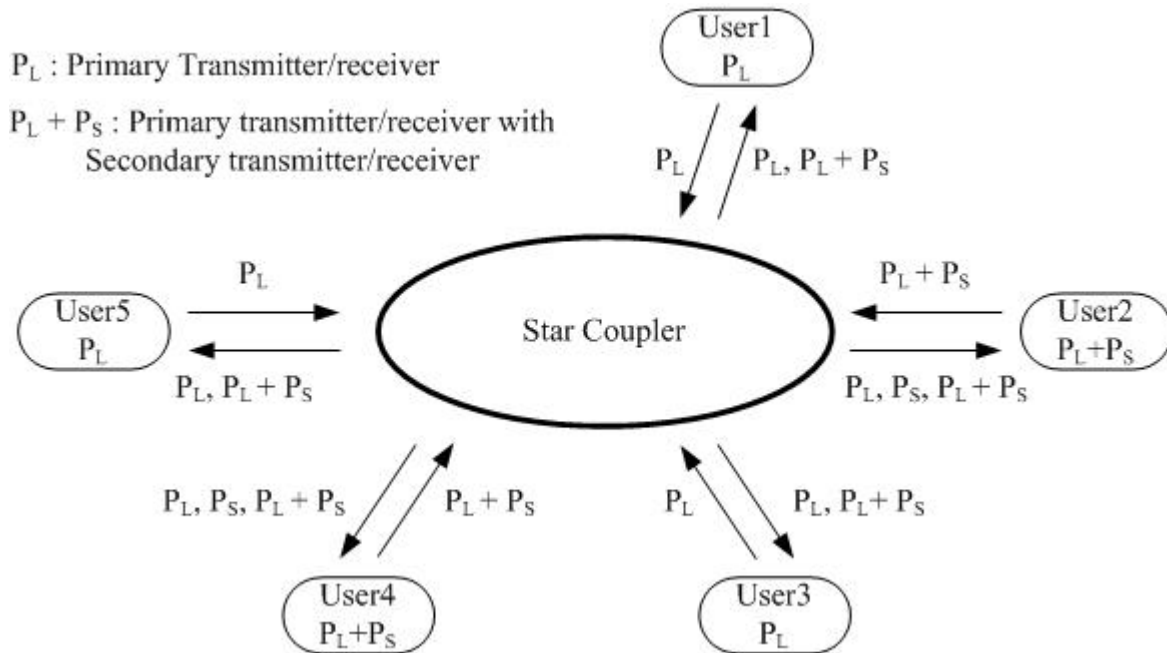 P_L : Primary Transmitter/receiver
P_L + P_S : Primary transmitter/receiver with
Secondary transmitter/receiver
User1
P_L
P_L
P_L, P_L + P_S
P_L
User5
P_L
P_L, P_L + P_S
Star Coupler
P_L + P_S
User2
P_L+P_S
P_L, P_S, P_L + P_S
P_L, P_S, P_L + P_S
P_L + P_S
P_L
P_L, P_L + P_S
User4
P_L+P_S
User3
P_L